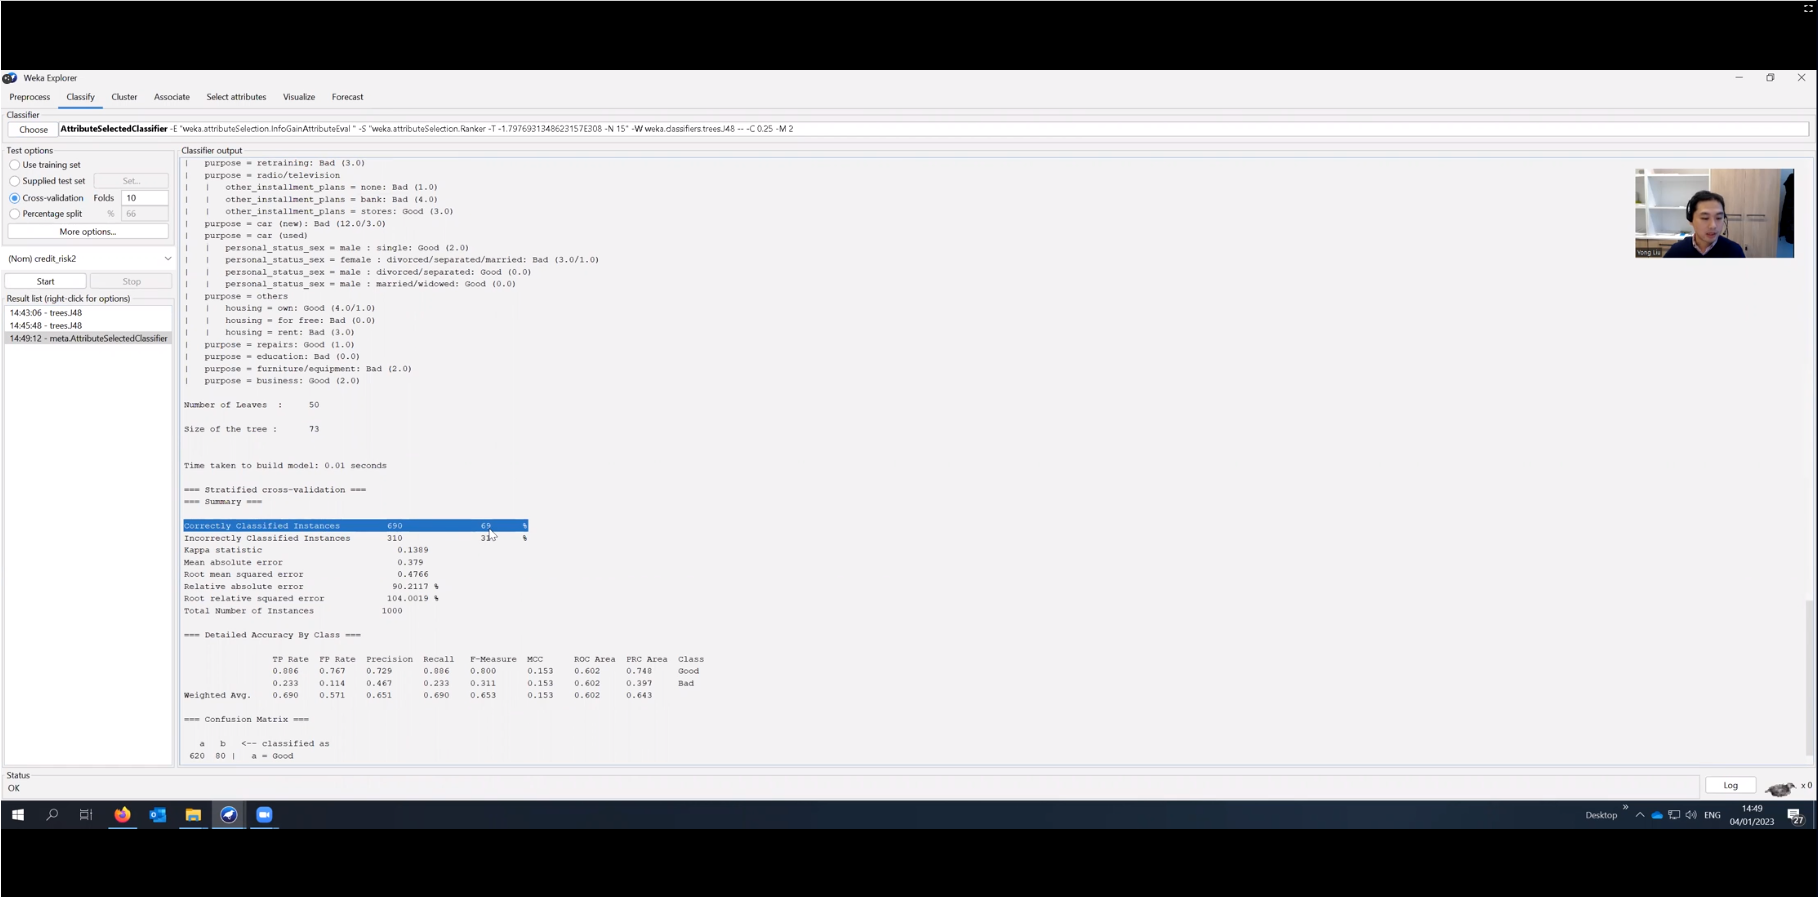 Weka Explorer
Preprocess Classify Cluster Associate Select attributes Visualize Forecast
Classifier
Choose AttributeSelectedClassifier -E "weka.attributeSelection.InfoGainAttributeEval " -S "weka.attributeSelection.Ranker -T -1.7976931348623157E308 -N 15" -W weka.classifiers.trees.J48 -- -C 0.25 -M 2
Test options
Use training set
Supplied test set Set...
Cross-validation Folds 10
Percentage split % 66
More options...
(Nom) credit_risk2
Start Stop
Result list (right-click for options)
14:43:06 - trees.J48
14:45:48 - trees.J48
14:49:12 - meta.AttributeSelectedClassifier
Classifier output
| purpose = retraining: Bad (3.0)
| purpose = radio/television
| | other_installment_plans = none: Bad (1.0)
| | other_installment_plans = bank: Bad (4.0)
| | other_installment_plans = stores: Good (3.0)
| purpose = car (new): Bad (12.0/3.0)
| purpose = car (used)
| | personal_status_sex = male : single: Good (2.0)
| | personal_status_sex = female : divorced/separated/married: Bad (3.0/1.0)
| | personal_status_sex = male : divorced/separated: Good (0.0)
| | personal_status_sex = male : married/widowed: Good (0.0)
| purpose = others
| | housing = own: Good (4.0/1.0)
| | housing = for free: Bad (0.0)
| | housing = rent: Bad (3.0)
| purpose = repairs: Good (1.0)
| purpose = education: Bad (0.0)
| purpose = furniture/equipment: Bad (2.0)
| purpose = business: Good (2.0)
Number of Leaves : 50
Size of the tree : 73
Time taken to build model: 0.01 seconds
=== Stratified cross-validation ===
=== Summary ===
Correctly Classified Instances 690 69 %
Incorrectly Classified Instances 310 31 %
Kappa statistic 0.1389
Mean absolute error 0.379
Root mean squared error 0.4766
Relative absolute error 90.2117 %
Root relative squared error 104.0019 %
Total Number of Instances 1000
=== Detailed Accuracy By Class ===
TP Rate FP Rate Precision Recall F-Measure MCC ROC Area PRC Area Class
0.886 0.767 0.729 0.886 0.800 0.153 0.602 0.748 Good
0.233 0.114 0.467 0.233 0.311 0.153 0.602 0.397 Bad
Weighted Avg. 0.690 0.571 0.651 0.690 0.653 0.153 0.602 0.643
=== Confusion Matrix ===
a b <-- classified as
620 80 | a = Good
Yong Liu
Status
OK
Log x 0
Desktop » ENG 14:49
04/01/2023 27